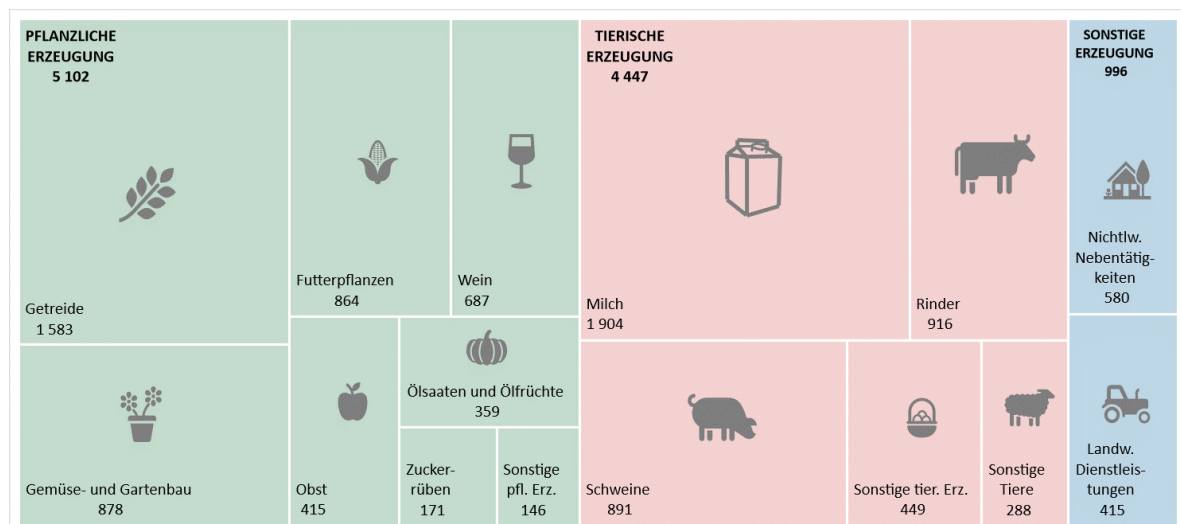 PFLANZLICHE
ERZEUGUNG
5 102
Getreide
1 583
Futterpflanzen
864
Wein
687
Gemüse- und Gartenbau
878
Obst
415
Ölsaaten und Ölfrüchte
359
Zucker-
rüben
171
Sonstige
pfl. Erz.
146
TIERISCHE
ERZEUGUNG
4 447
Milch
1 904
Rinder
916
Schweine
891
Sonstige tier. Erz.
449
Sonstige
Tiere
288
SONSTIGE
ERZEUGUNG
996
Nichtlw.
Nebentätig-
keiten
580
Landw.
Dienstleis-
tungen
415